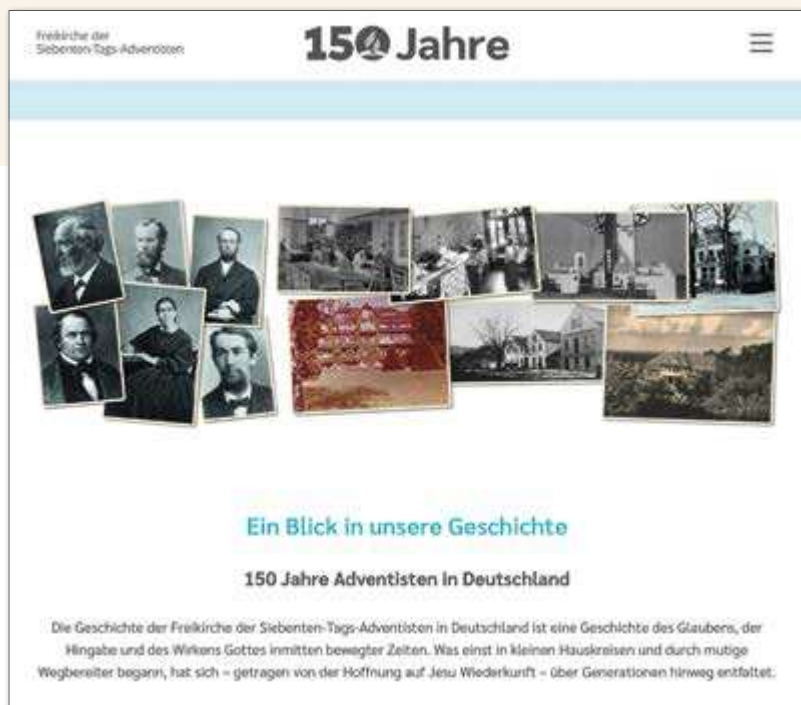 Freikirche der
Siebenten-Tags-Adventisten
150 Jahre
Ein Blick in unsere Geschichte
150 Jahre Adventisten in Deutschland
Die Geschichte der Freikirche der Siebenten-Tags-Adventisten in Deutschland ist eine Geschichte des Glaubens, der
Hingabe und des Wirkens Gottes inmitten bewegter Zeiten. Was einst in kleinen Hauskreisen und durch mutige
Wegbereiter begann, hat sich – getragen von der Hoffnung auf Jesu Wiederkunft – über Generationen hinweg entfaltet.